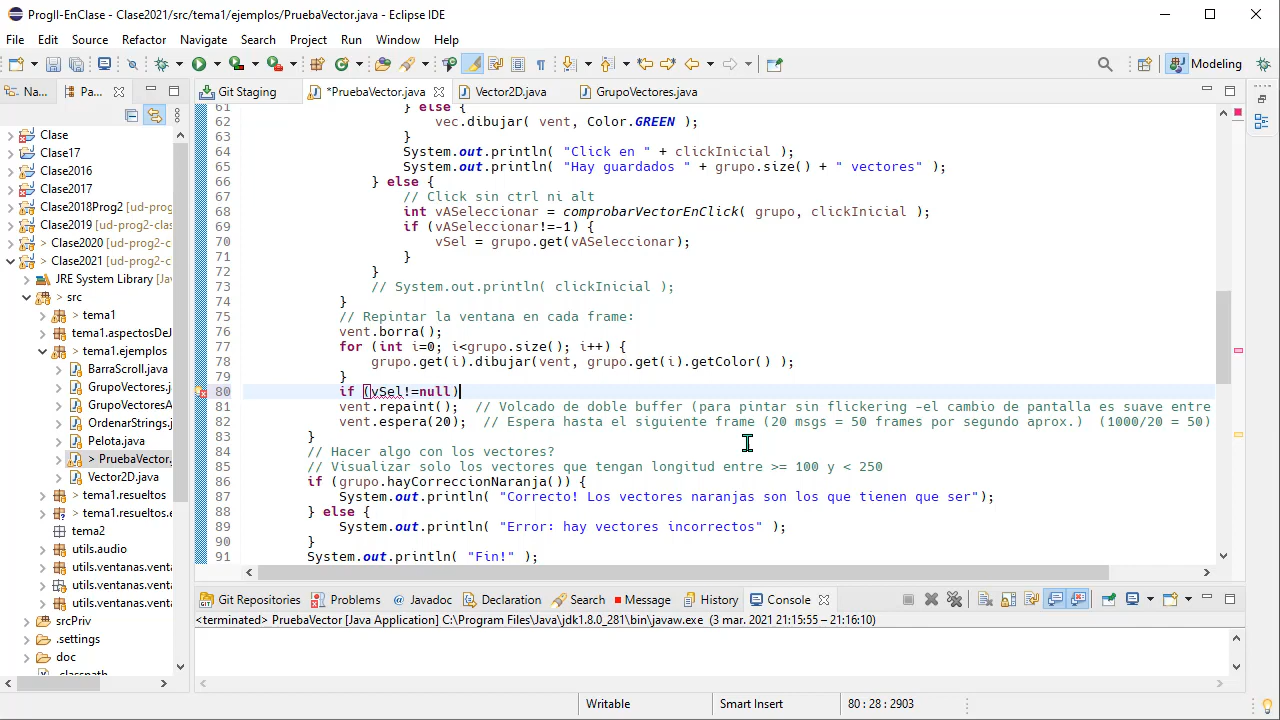 ProgII-EnClase - Clase2021/src/tema1/ejemplos/PruebaVector.java - Eclipse IDE
File Edit Source Refactor Navigate Search Project Run Window Help
Modeling
Na...
Pa...
Git Staging
*PruebaVector.java
Vector2D.java
GrupoVectores.java
Clase
Clase17
Clase2016
Clase2017
Clase2018Prog2 [ud-prog2-
Clase2019 [ud-prog2-clase
> Clase2020 [ud-prog2-c
> Clase2021 [ud-prog2-c
JRE System Library [Jav
> src
> tema1
tema1.aspectosDeJ
> tema1.ejemplos
BarraScroll.java
GrupoVectores.ja
GrupoVectoresA
OrdenarStrings.j
Pelota.java
> PruebaVector.
Vector2D.java
> tema1.resueltos
> tema1.resueltos.e
tema2
utils.audio
utils.ventanas.venta
utils.ventanas.venta
utils.ventanas.venta
srcPriv
> .settings
doc
.classpath
61 } else {
62 vec.dibujar( vent, Color.GREEN );
63 }
64 System.out.println( "Click en " + clickInicial );
65 System.out.println( "Hay guardados " + grupo.size() + " vectores" );
66 } else {
67 // Click sin ctrl ni alt
68 int vASeleccionar = comprobarVectorEnClick( grupo, clickInicial );
69 if (vASeleccionar!=-1) {
70 vSel = grupo.get(vASeleccionar);
71 }
72 }
73 // System.out.println( clickInicial );
74 }
75 // Repintar la ventana en cada frame:
76 vent.borra();
77 for (int i=0; i<grupo.size(); i++) {
78 grupo.get(i).dibujar(vent, grupo.get(i).getColor() );
79 }
80 if (vSel!=null)
81 vent.repaint(); // Volcado de doble buffer (para pintar sin flickering -el cambio de pantalla es suave entre
82 vent.espera(20); // Espera hasta el siguiente frame (20 msgs = 50 frames por segundo aprox.) (1000/20 = 50)
83 }
84 // Hacer algo con los vectores?
85 // Visualizar solo los vectores que tengan longitud entre >= 100 y < 250
86 if (grupo.hayCorreccionNaranja()) {
87 System.out.println( "Correcto! Los vectores naranjas son los que tienen que ser");
88 } else {
89 System.out.println( "Error: hay vectores incorrectos" );
90 }
91 System.out.println( "Fin!" );
Git Repositories
Problems
Javadoc
Declaration
Search
Message
History
Console
<terminated> PruebaVector [Java Application] C:\Program Files\Java\jdk1.8.0_281\bin\javaw.exe (3 mar. 2021 21:15:55 – 21:16:10)
Writable
Smart Insert
80 : 28 : 2903